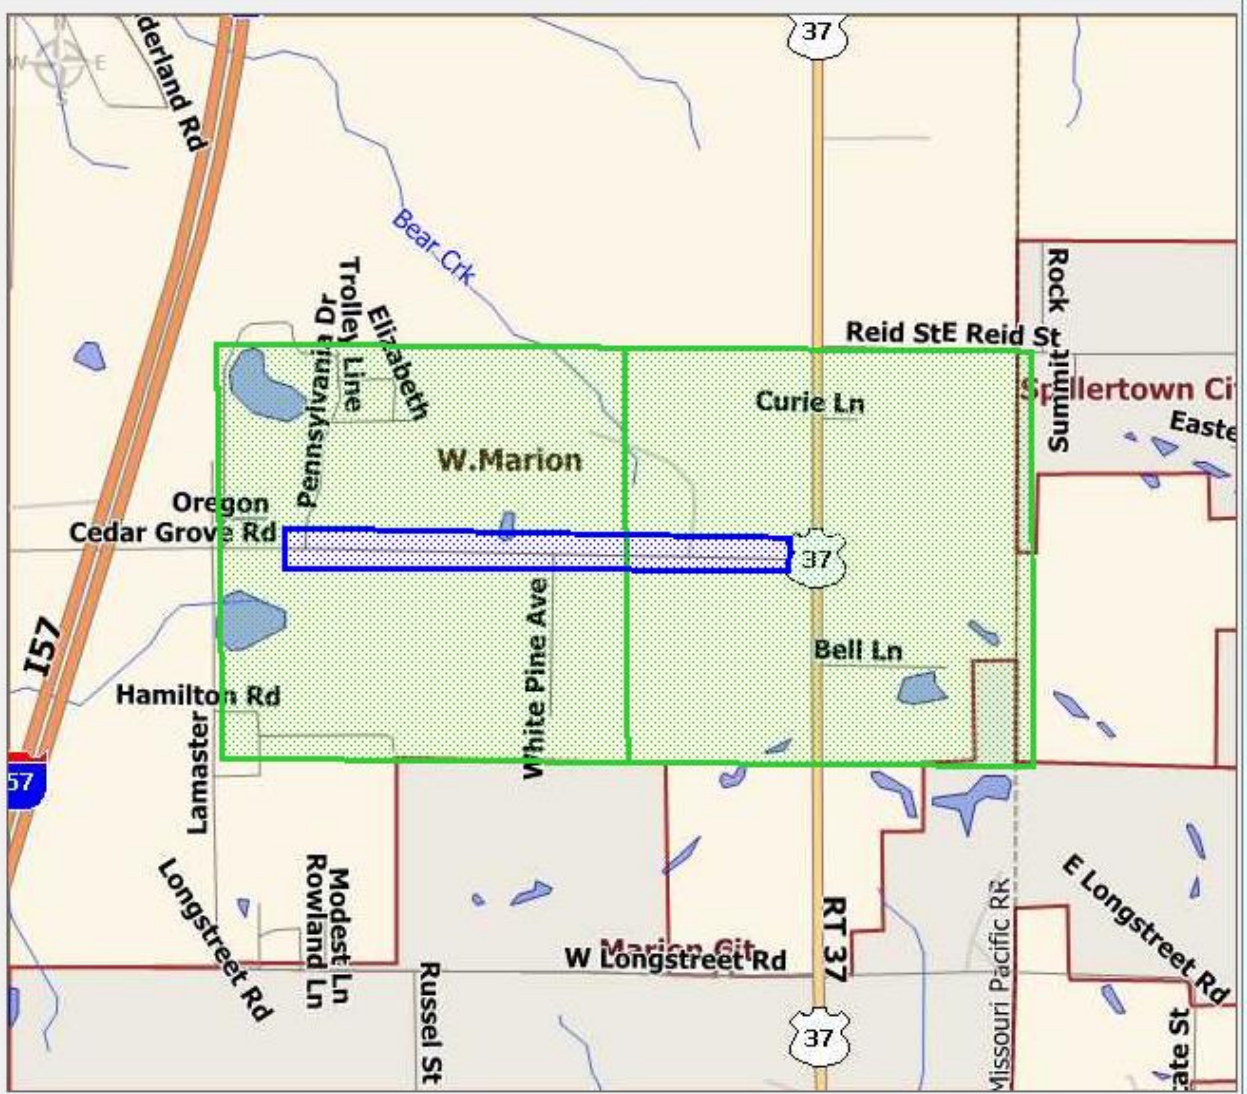 37
N
W E
S
derland Rd
Bear Crk
Rock
Trolley Line
Pennsylvania Dr
Elizabeth
Reid St
E Reid St
Summit
Spillertown Ci
Curie Ln
Easte
W.Marion
Oregon
Cedar Grove Rd
37
White Pine Ave
I57
Bell Ln
Hamilton Rd
Lamaster
57
Longstreet Rd
Rowland Ln
Modest Ln
E Longstreet Rd
RT 37
Marion Cit
W Longstreet Rd
Russel St
Missouri Pacific RR
37
ate St